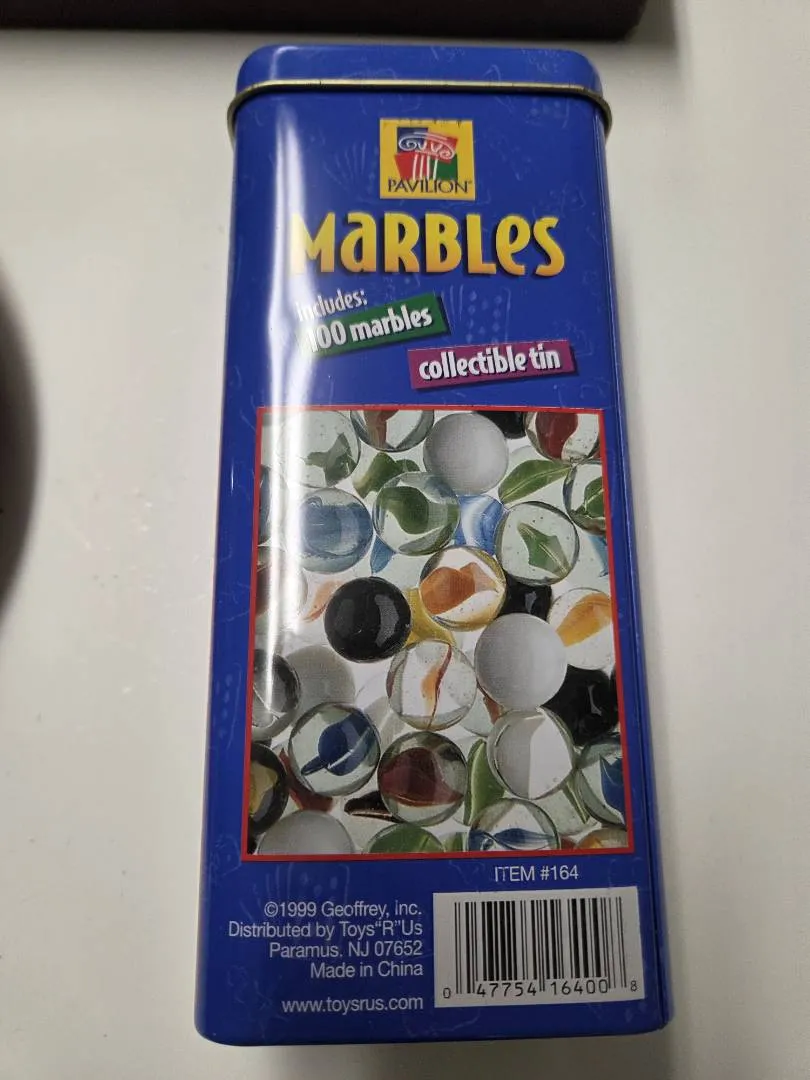 PAVILION®
MARBLES
includes:
100 marbles
collectible tin
ITEM #164
©1999 Geoffrey, inc.
Distributed by Toys“R”Us
Paramus. NJ 07652
Made in China
www.toysrus.com
0 47754 16400 8